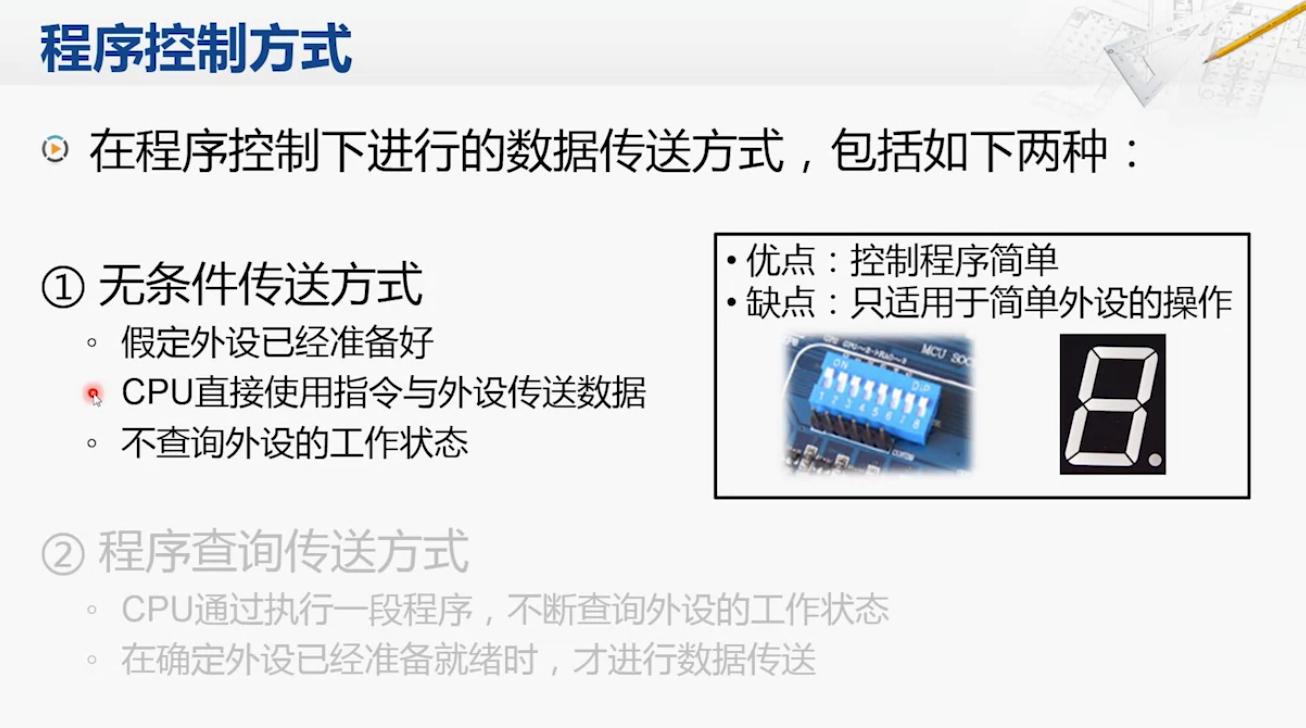 程序控制方式
在程序控制下进行的数据传送方式，包括如下两种：
① 无条件传送方式
◦ 假定外设已经准备好
◦ CPU直接使用指令与外设传送数据
◦ 不查询外设的工作状态
• 优点：控制程序简单
• 缺点：只适用于简单外设的操作
MCU SOC
ON
DIP
1 2 3 4 5 6 7 8
② 程序查询传送方式
◦ CPU通过执行一段程序，不断查询外设的工作状态
◦ 在确定外设已经准备就绪时，才进行数据传送